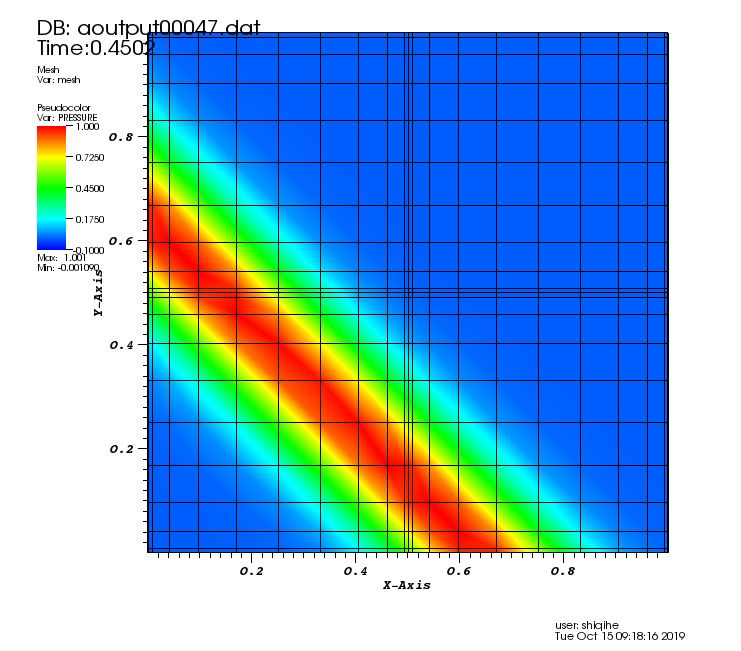 DB: aoutput00047.dat
Time:0.4502
Mesh
Var: mesh
Pseudocolor
Var: PRESSURE
1.000
0.7250
0.4500
0.1750
-0.1000
Max: 1.001
Min: -0.001090
0.8
0.6
0.4
0.2
Y-Axis
0.2 0.4 0.6 0.8
X-Axis
user: shiqihe
Tue Oct 15 09:18:16 2019